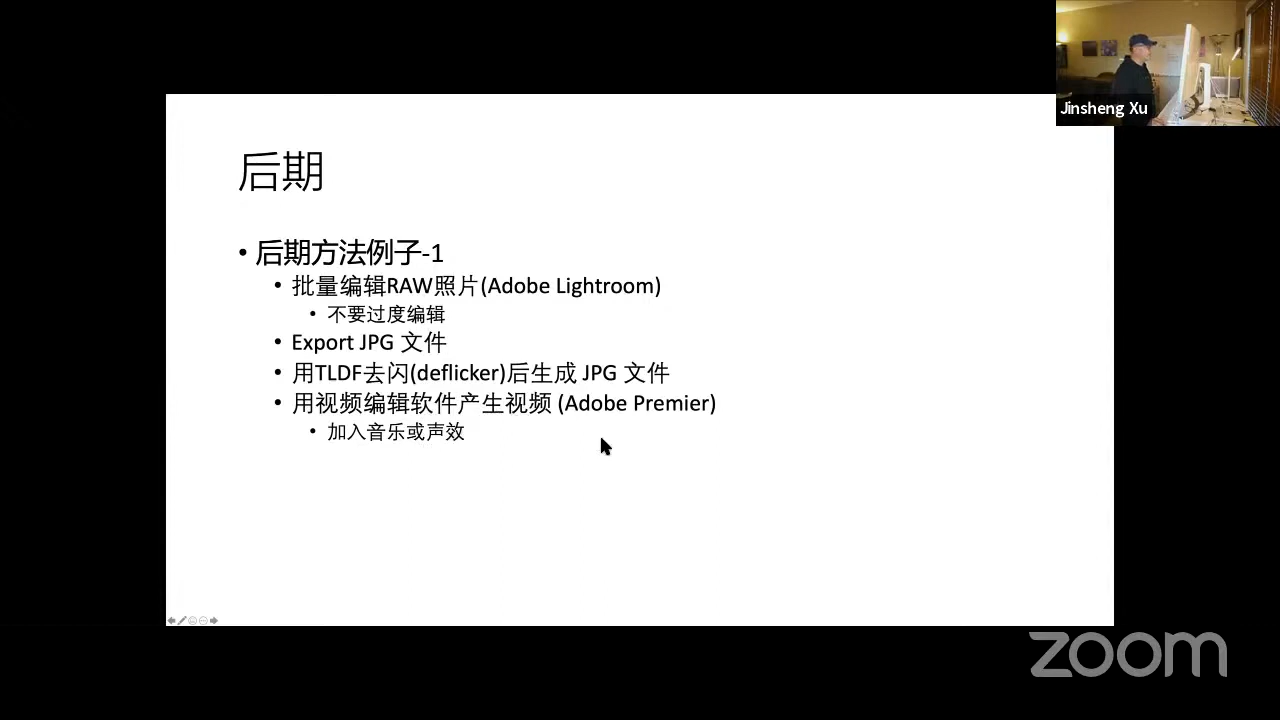 Jinsheng Xu
后期
• 后期方法例子-1
• 批量编辑RAW照片(Adobe Lightroom)
• 不要过度编辑
• Export JPG 文件
• 用TLDF去闪(deflicker)后生成 JPG 文件
• 用视频编辑软件产生视频 (Adobe Premier)
• 加入音乐或声效
zoom